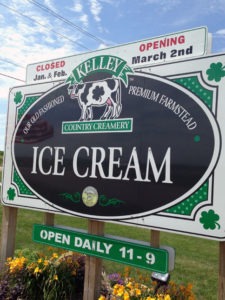 CLOSED
Jan. & Feb.
OPENING
March 2nd
KELLEY
OUR OLD FASHIONED
PREMIUM FARMSTEAD
COUNTRY CREAMERY
ICE CREAM
OPEN DAILY 11-9